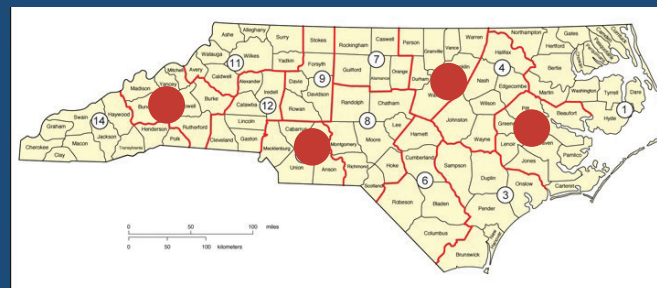 Alleghany Northampton
Ashe Surry Stokes Rockingham Caswell Person Granville Vance Warren Gates
Halifax Hertford
Watauga Wilkes 11 Yadkin Forsyth Guilford 7 Orange Durham 4 Bertie
Mitchell Avery 9 Alamance Nash Edgecombe
Madison Yancey Caldwell Alexander Davie Martin Washington Tyrrell Dare
Iredell Davidson Randolph Chatham Wilson Pitt Beaufort 1
14 Haywood Burke Catawba 12 Rowan Johnston Greene Hyde
Swain Lincoln 8 Lee Harnett Wayne Lenoir
Graham Jackson Henderson Rutherford Cabarrus Montgomery Moore
Cherokee Macon Transylvania Polk Cleveland Gaston Mecklenburg Cumberland Sampson Jones Pamlico
Clay Union Anson Richmond Hoke 6 Duplin Onslow Carteret
Scotland 3
Robeson Bladen Pender
0 50 100 miles
0 50 100 kilometers
Columbus
Brunswick